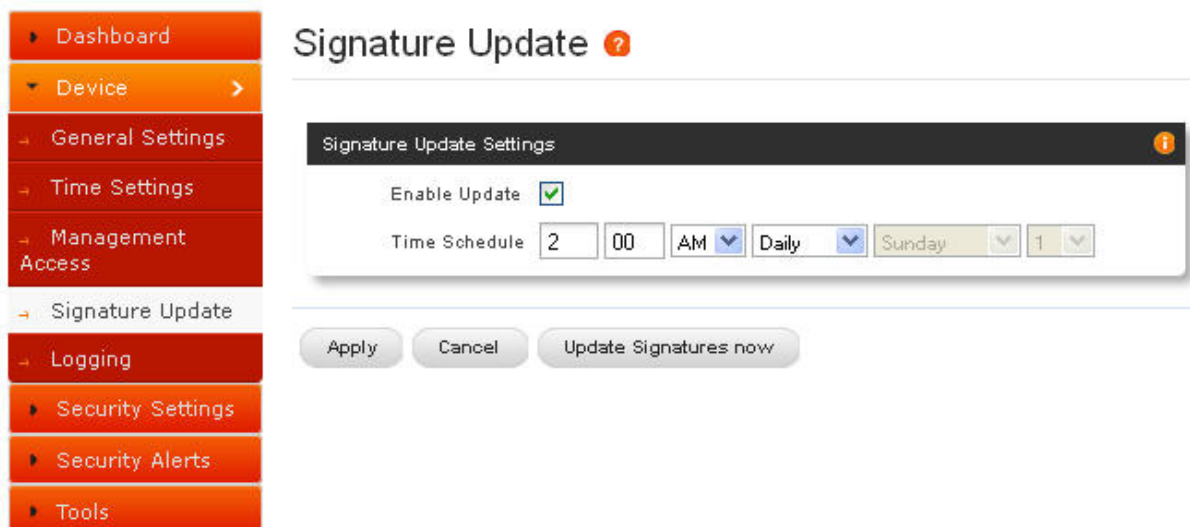 Dashboard
Device
General Settings
Time Settings
Management
Access
Signature Update
Logging
Security Settings
Security Alerts
Tools
Signature Update ?
Signature Update Settings i
Enable Update
Time Schedule 2 00 AM Daily Sunday 1
Apply Cancel Update Signatures now